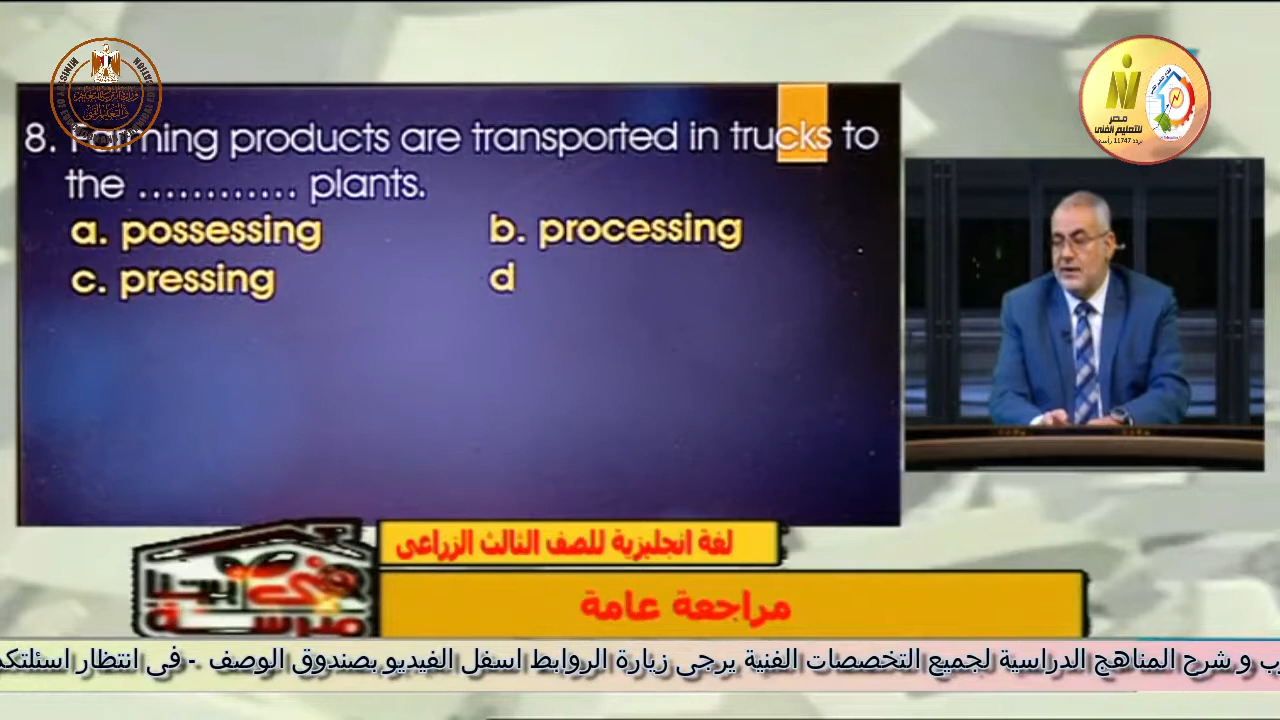 8. Farming products are transported in trucks to
the ............ plants.
a. possessing
b. processing
c. pressing
d
مصر
للتعليم الفنى
لغة انجليزية للصف الثالث الزراعى
مراجعة عامة
و شرح المناهج الدراسية لجميع التخصصات الفنية يرجى زيارة الروابط اسفل الفيديو بصندوق الوصف - فى انتظار